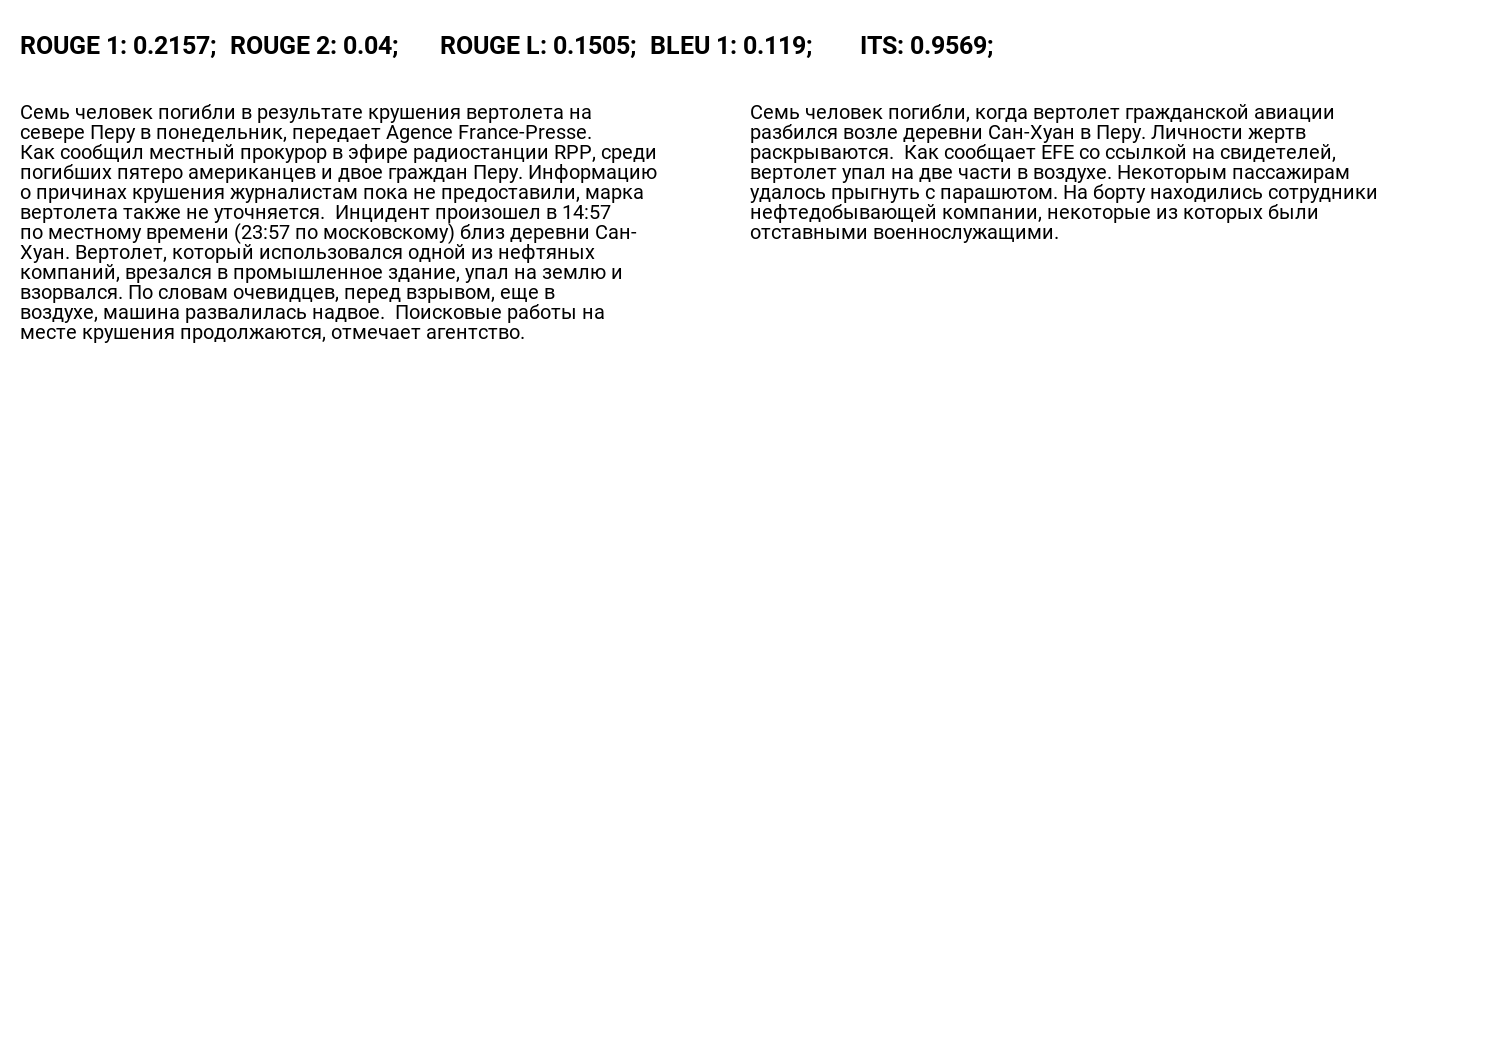 ROUGE 1: 0.2157; ROUGE 2: 0.04; ROUGE L: 0.1505; BLEU 1: 0.119; ITS: 0.9569;
Семь человек погибли в результате крушения вертолета на
севере Перу в понедельник, передает Agence France-Presse.
Как сообщил местный прокурор в эфире радиостанции RPP, среди
погибших пятеро американцев и двое граждан Перу. Информацию
о причинах крушения журналистам пока не предоставили, марка
вертолета также не уточняется.  Инцидент произошел в 14:57
по местному времени (23:57 по московскому) близ деревни Сан-
Хуан. Вертолет, который использовался одной из нефтяных
компаний, врезался в промышленное здание, упал на землю и
взорвался. По словам очевидцев, перед взрывом, еще в
воздухе, машина развалилась надвое.  Поисковые работы на
месте крушения продолжаются, отмечает агентство.
Семь человек погибли, когда вертолет гражданской авиации
разбился возле деревни Сан-Хуан в Перу. Личности жертв
раскрываются.  Как сообщает EFE со ссылкой на свидетелей,
вертолет упал на две части в воздухе. Некоторым пассажирам
удалось прыгнуть с парашютом. На борту находились сотрудники
нефтедобывающей компании, некоторые из которых были
отставными военнослужащими.